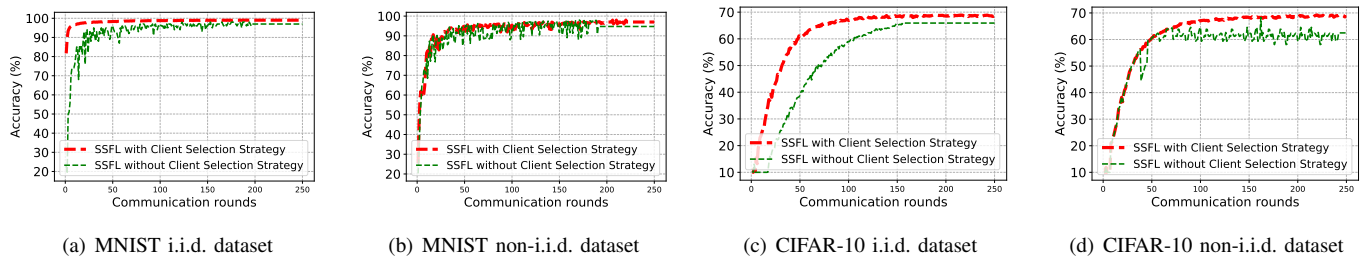 100
90
80
70
60
50
40
30
20
Accuracy (%)
0 50 100 150 200 250
Communication rounds
SSFL with Client Selection Strategy
SSFL without Client Selection Strategy
(a) MNIST i.i.d. dataset
100
90
80
70
60
50
40
30
20
Accuracy (%)
0 50 100 150 200 250
Communication rounds
SSFL with Client Selection Strategy
SSFL without Client Selection Strategy
(b) MNIST non-i.i.d. dataset
70
60
50
40
30
20
10
Accuracy (%)
0 50 100 150 200 250
Communication rounds
SSFL with Client Selection Strategy
SSFL without Client Selection Strategy
(c) CIFAR-10 i.i.d. dataset
70
60
50
40
30
20
10
Accuracy (%)
0 50 100 150 200 250
Communication rounds
SSFL with Client Selection Strategy
SSFL without Client Selection Strategy
(d) CIFAR-10 non-i.i.d. dataset